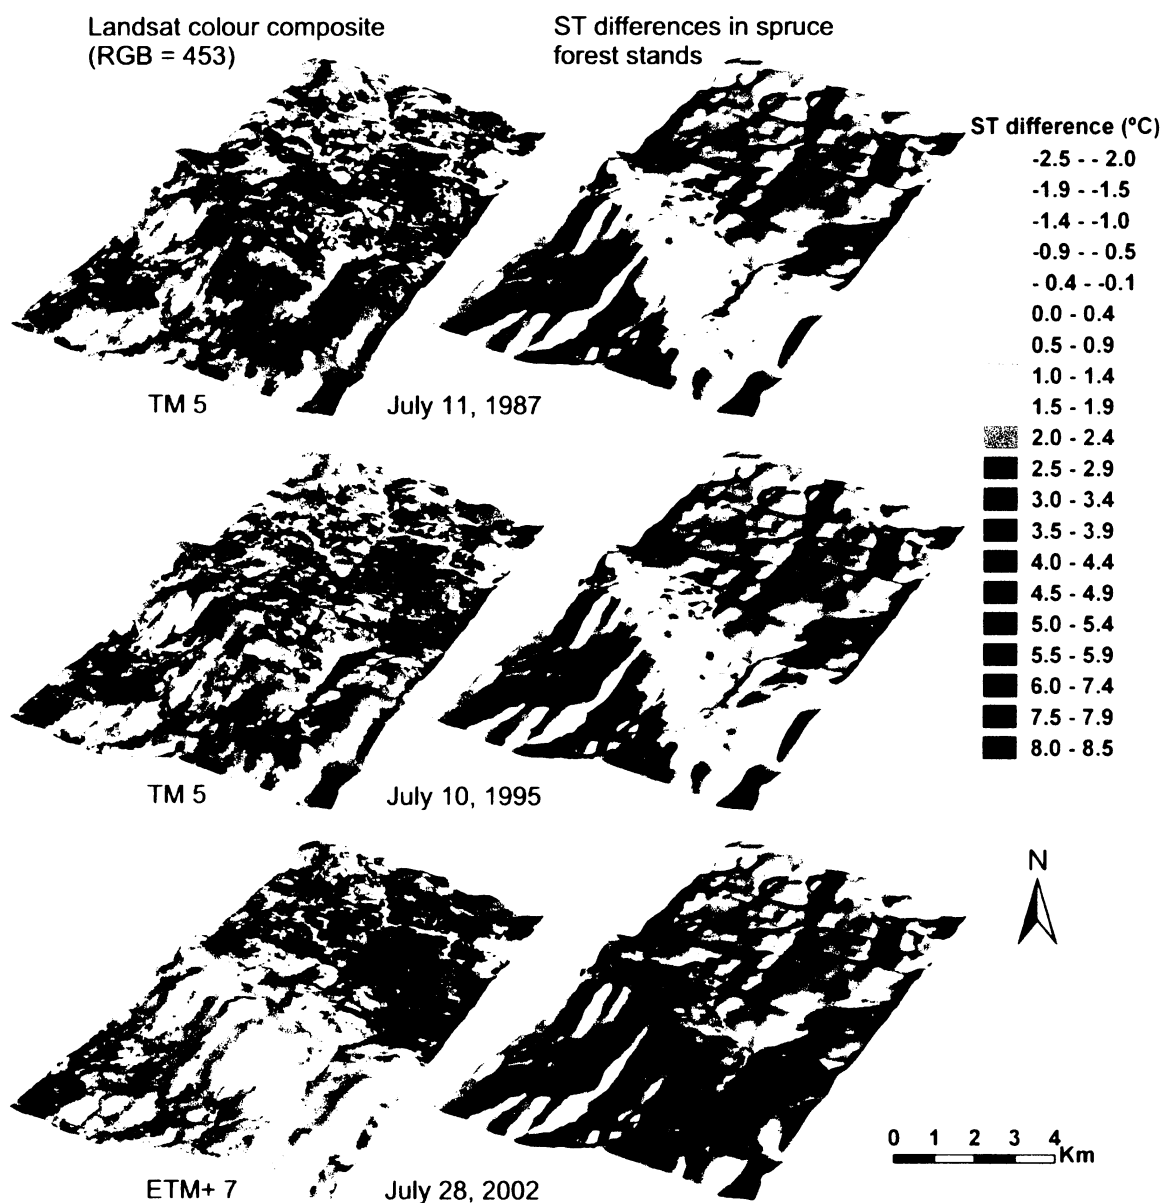 Landsat colour composite
(RGB = 453)
ST differences in spruce
forest stands
ST difference (ºC)
-2.5 - - 2.0
-1.9 - -1.5
-1.4 - -1.0
-0.9 - - 0.5
- 0.4 - -0.1
0.0 - 0.4
0.5 - 0.9
1.0 - 1.4
1.5 - 1.9
2.0 - 2.4
2.5 - 2.9
3.0 - 3.4
3.5 - 3.9
4.0 - 4.4
4.5 - 4.9
5.0 - 5.4
5.5 - 5.9
6.0 - 7.4
7.5 - 7.9
8.0 - 8.5
TM 5
July 11, 1987
TM 5
July 10, 1995
N
0 1 2 3 4
Km
ETM+ 7
July 28, 2002